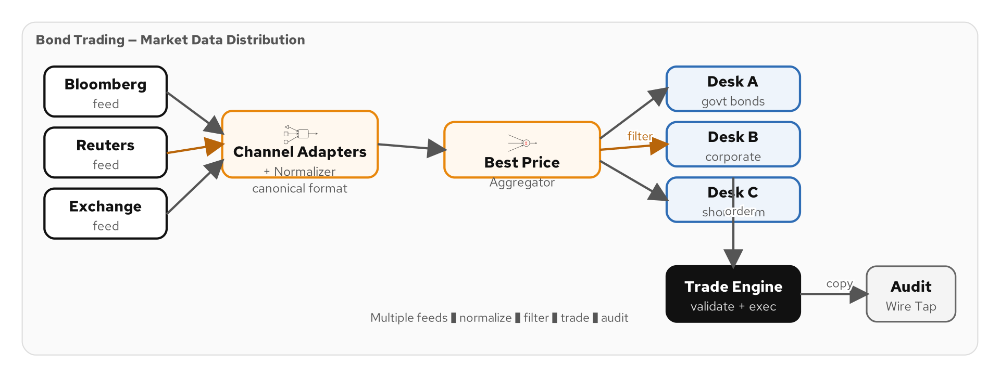 Bond Trading — Market Data Distribution
Bloomberg
feed
Reuters
feed
Exchange
feed
Channel Adapters
+ Normalizer
canonical format
Σ
Best Price
Aggregator
filter
Desk A
govt bonds
Desk B
corporate
Desk C
order
Trade Engine
validate + exec
copy
Audit
Wire Tap
Multiple feeds ▮ normalize ▮ filter ▮ trade ▮ audit